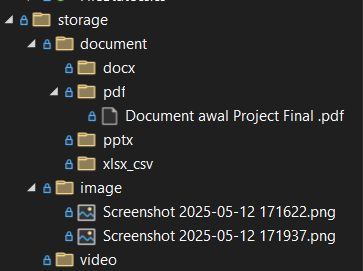 storage
document
docx
pdf
Document awal Project Final .pdf
pptx
xlsx_csv
image
Screenshot 2025-05-12 171622.png
Screenshot 2025-05-12 171937.png
video